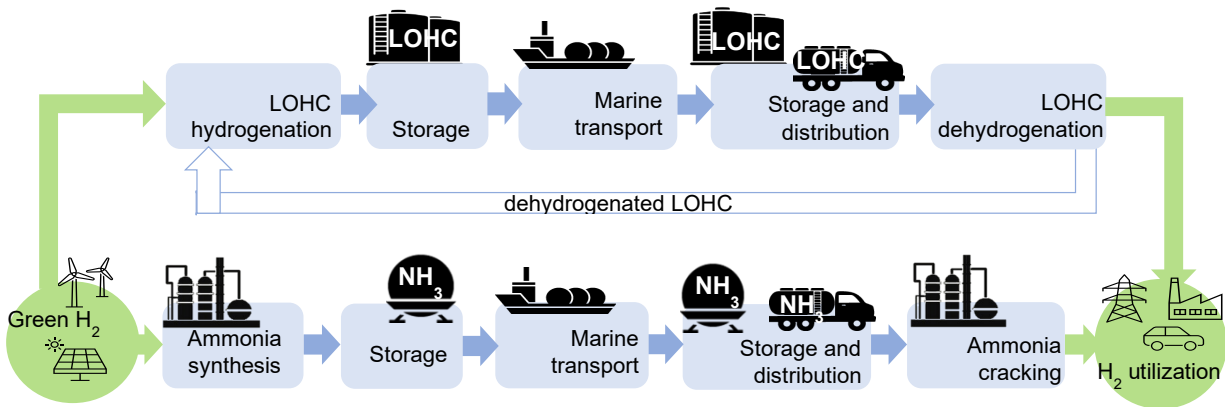 LOHC
LOHC
LOHC
LOHC
hydrogenation
Storage
Marine
transport
Storage and
distribution
LOHC
dehydrogenation
dehydrogenated LOHC
Green H2
NH3
NH3
NH3
Ammonia
synthesis
Storage
Marine
transport
Storage and
distribution
Ammonia
cracking
H2 utilization